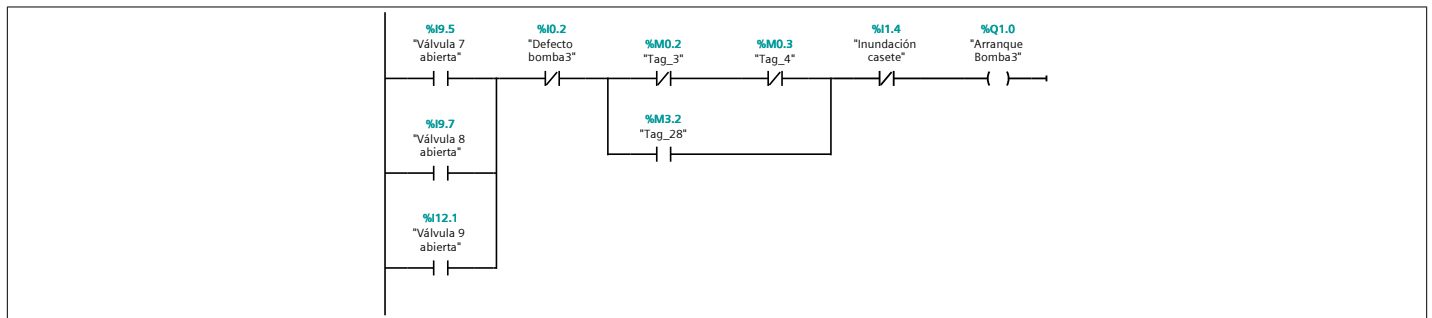 %I9.5
"Válvula 7
abierta"
%I0.2
"Defecto
bomba3"
%M0.2
"Tag_3"
%M0.3
"Tag_4"
%I1.4
"Inundación
casete"
%Q1.0
"Arranque
Bomba3"
%I9.7
"Válvula 8
abierta"
%M3.2
"Tag_28"
%I12.1
"Válvula 9
abierta"